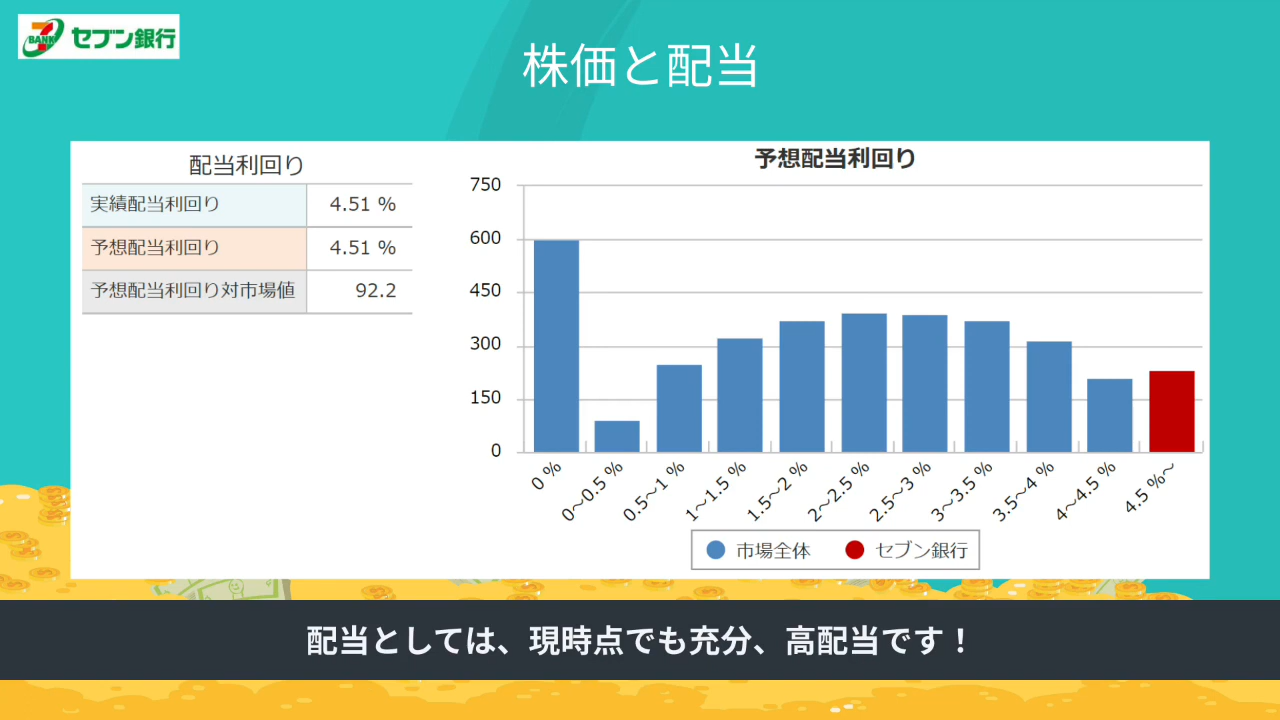 7 BANK セブン銀行
株価と配当
配当利回り
実績配当利回り 4.51 %
予想配当利回り 4.51 %
予想配当利回り対市場値 92.2
予想配当利回り
750
600
450
300
150
0
0 %
0～0.5 %
0.5～1 %
1～1.5 %
1.5～2 %
2～2.5 %
2.5～3 %
3～3.5 %
3.5～4 %
4～4.5 %
4.5 %～
市場全体 セブン銀行
配当としては、現時点でも充分、高配当です！